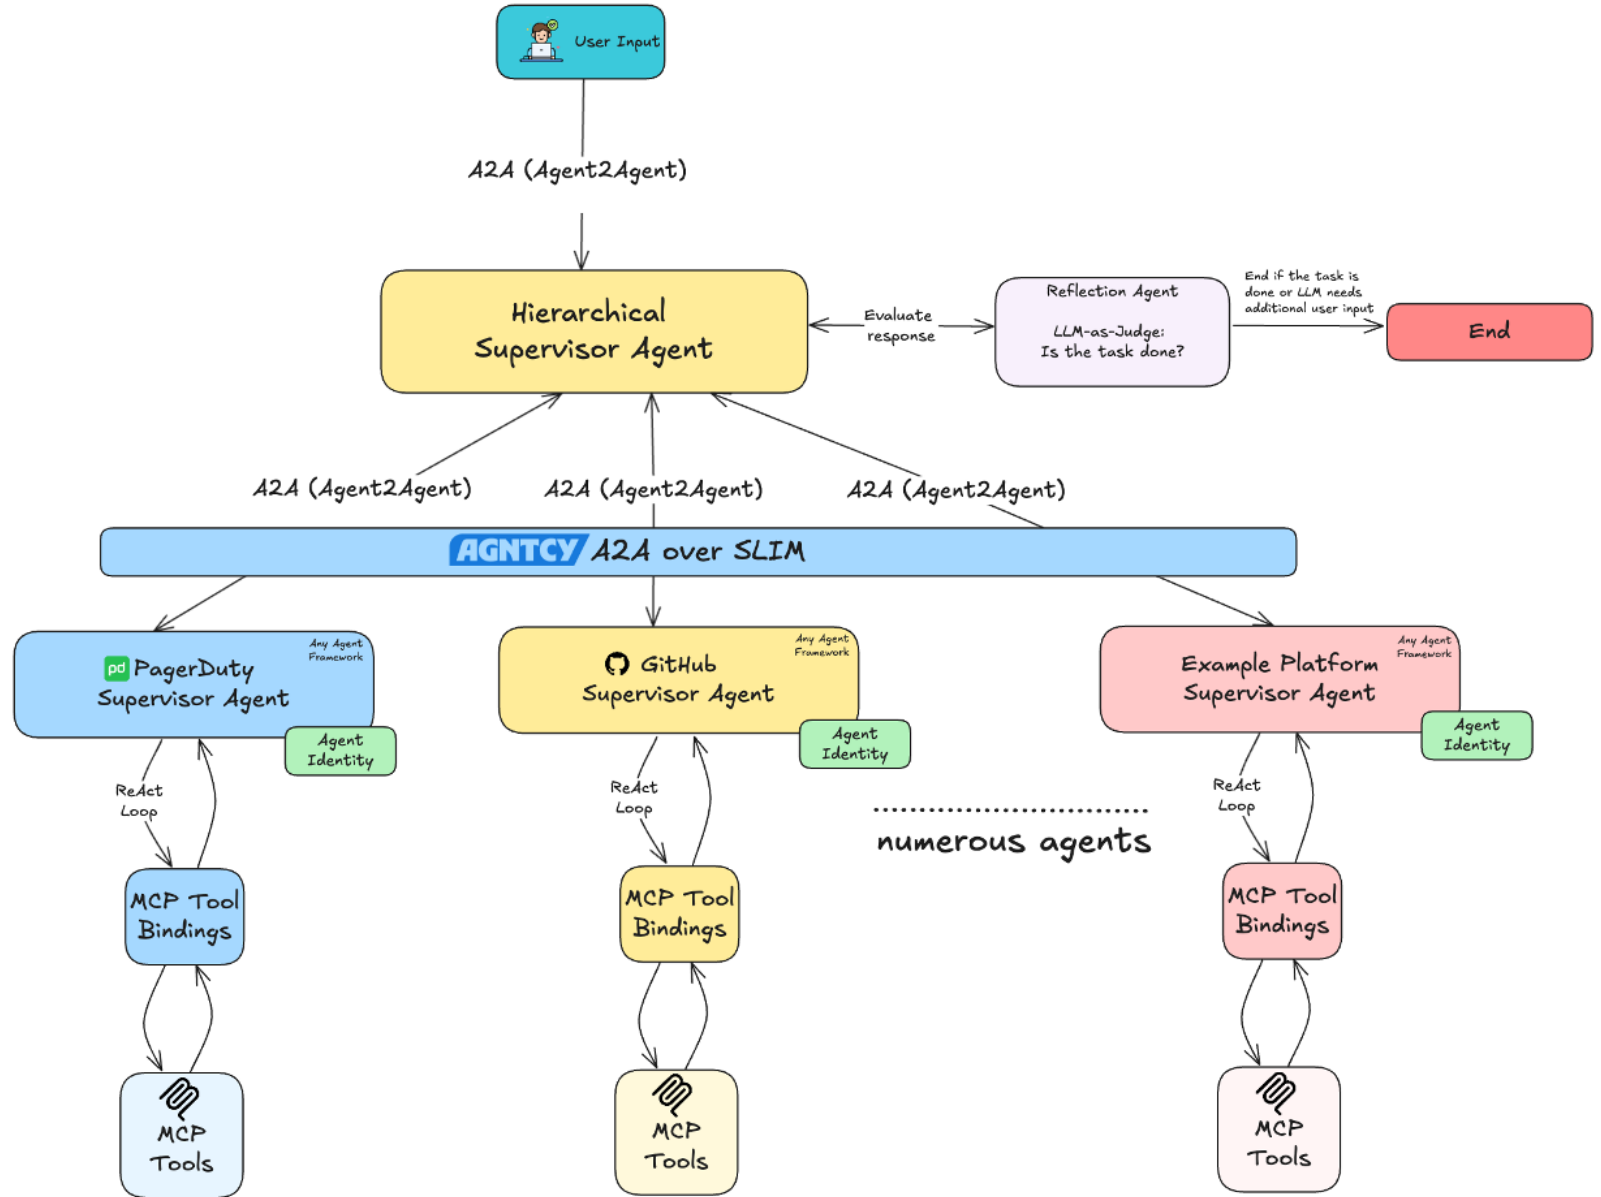 User Input
A2A (Agent2Agent)
Hierarchical
Supervisor Agent
Evaluate
response
Reflection Agent
LLM-as-Judge:
Is the task done?
End if the task is
done or LLM needs
additional user input
End
A2A (Agent2Agent)
A2A (Agent2Agent)
A2A (Agent2Agent)
AGNTCY A2A over SLIM
Any Agent
Framework
pd PagerDuty
Supervisor Agent
Agent
Identity
Any Agent
Framework
GitHub
Supervisor Agent
Agent
Identity
Any Agent
Framework
Example Platform
Supervisor Agent
Agent
Identity
ReAct
Loop
ReAct
Loop
numerous agents
ReAct
Loop
MCP Tool
Bindings
MCP Tool
Bindings
MCP Tool
Bindings
MCP
Tools
MCP
Tools
MCP
Tools